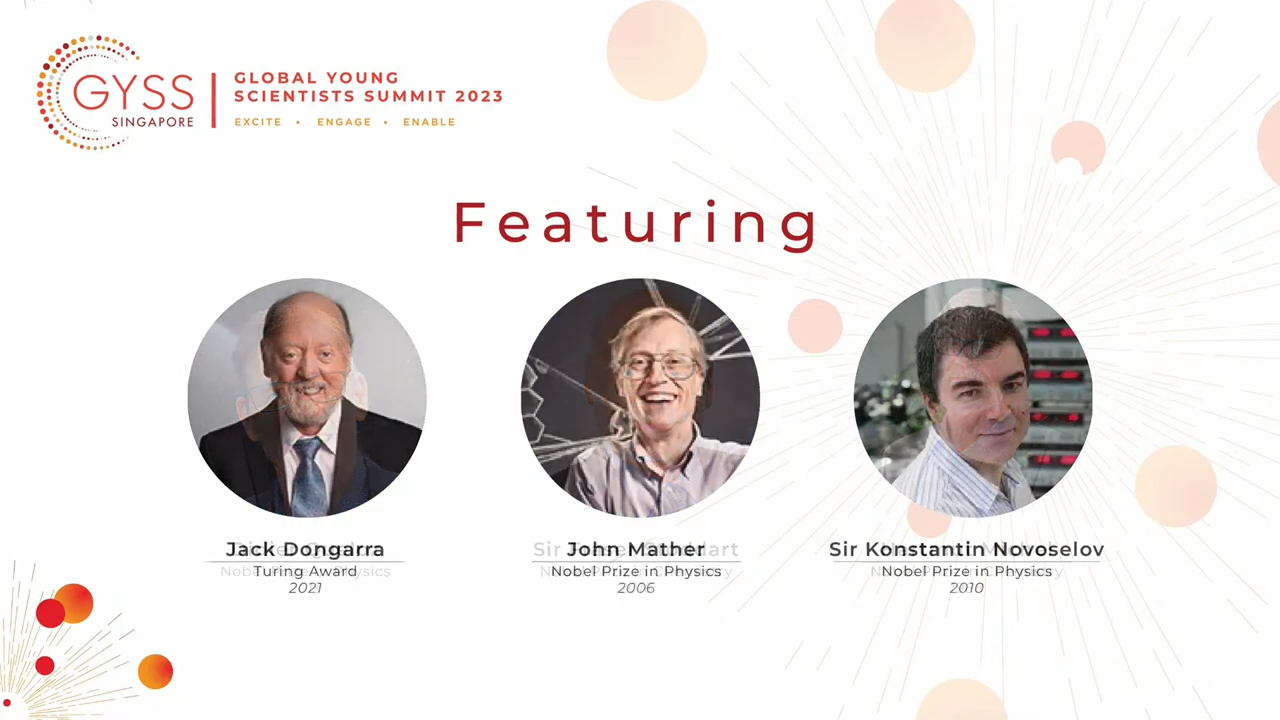 GYSS
SINGAPORE
GLOBAL YOUNG
SCIENTISTS SUMMIT 2023
EXCITE • ENGAGE • ENABLE
Featuring
Jack Dongarra
Turing Award
2021
John Mather
Nobel Prize in Physics
2006
Sir Konstantin Novoselov
Nobel Prize in Physics
2010